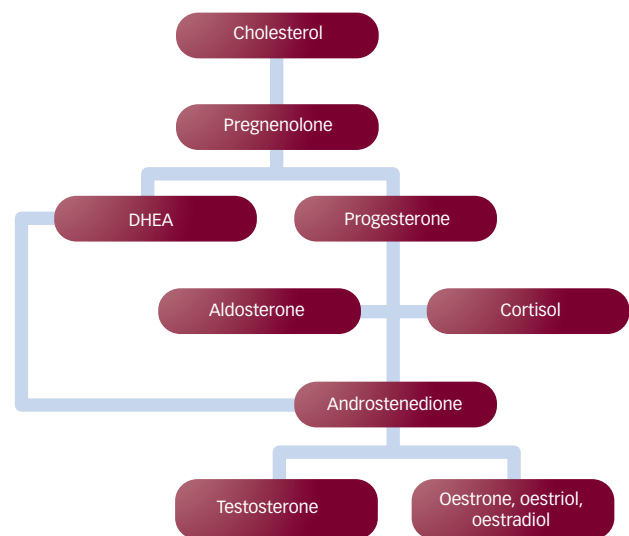 Cholesterol
Pregnenolone
DHEA
Progesterone
Aldosterone
Cortisol
Androstenedione
Testosterone
Oestrone, oestriol,
oestradiol